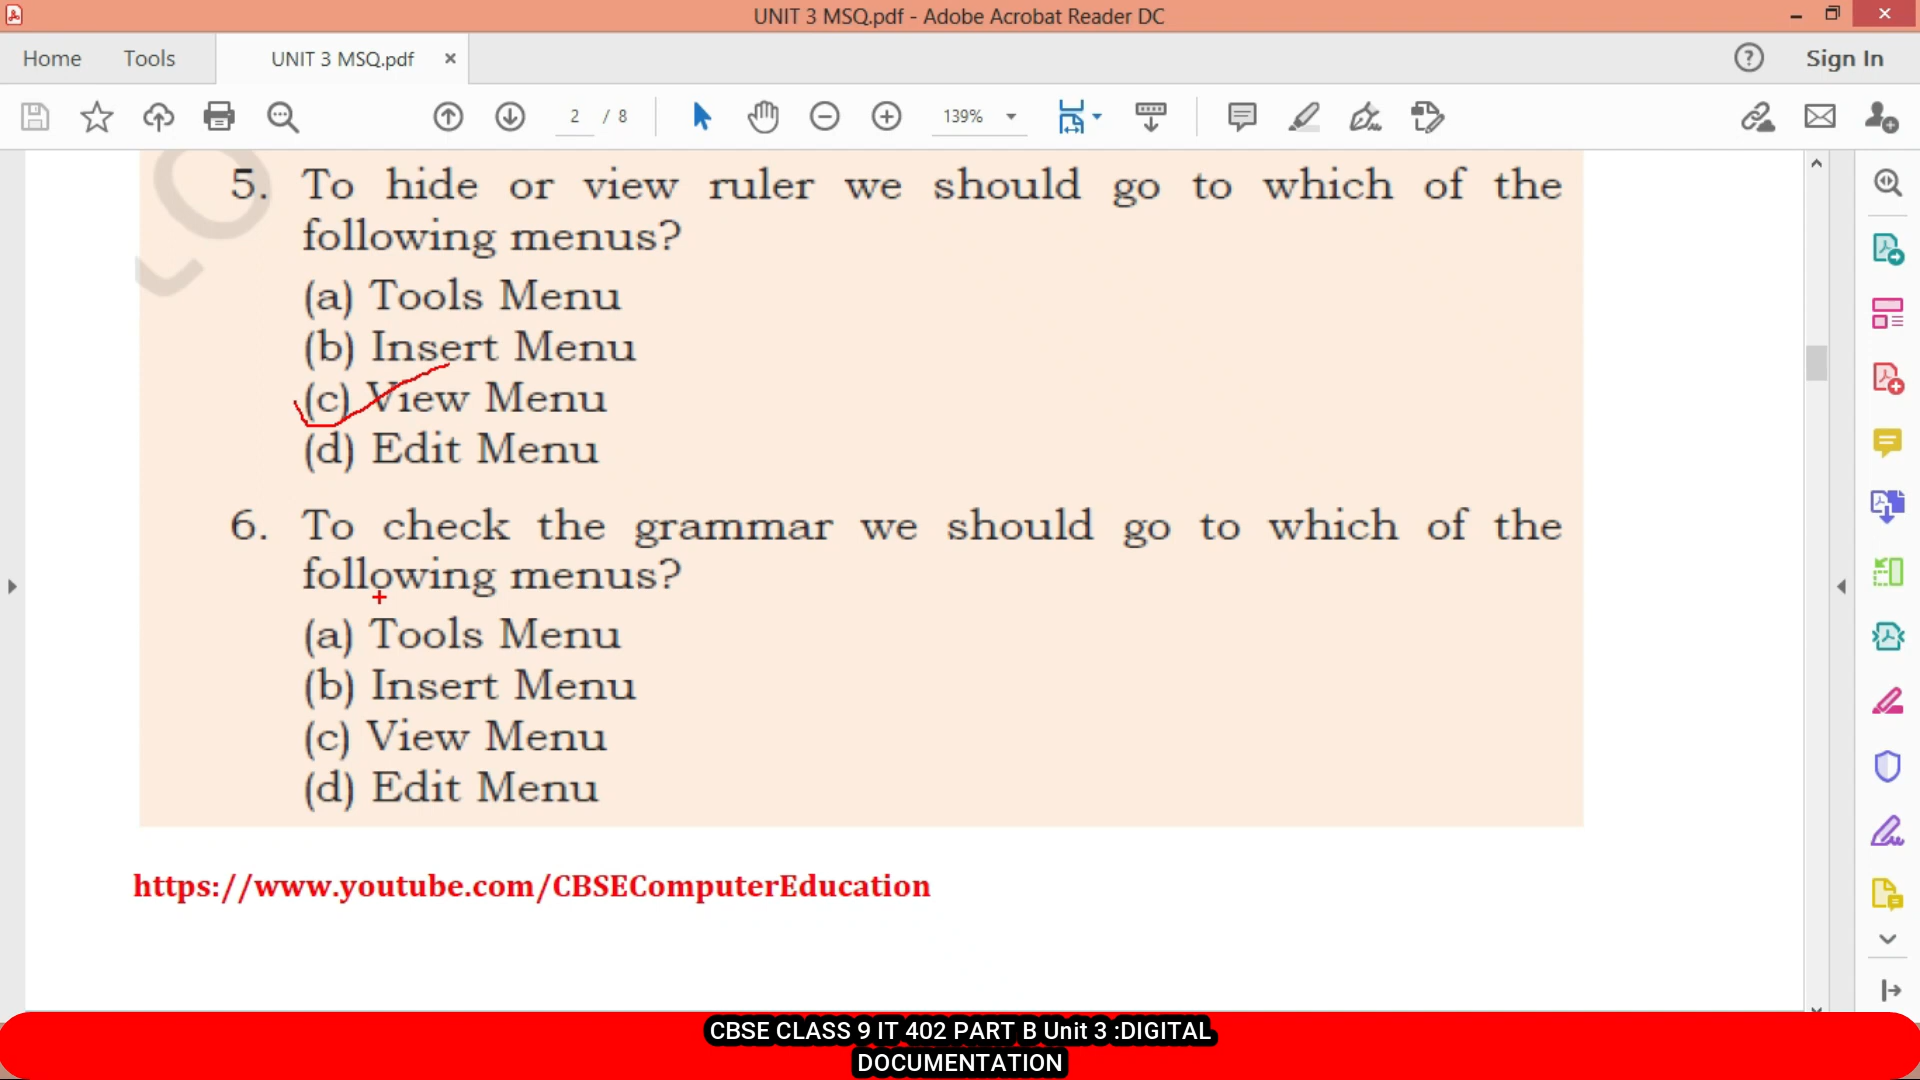 UNIT 3 MSQ.pdf - Adobe Acrobat Reader DC
Home Tools UNIT 3 MSQ.pdf × Sign In
2 / 8 139%
5. To hide or view ruler we should go to which of the
following menus?
(a) Tools Menu
(b) Insert Menu
(c) View Menu
(d) Edit Menu
6. To check the grammar we should go to which of the
following menus?
(a) Tools Menu
(b) Insert Menu
(c) View Menu
(d) Edit Menu
https://www.youtube.com/CBSEComputerEducation
CBSE CLASS 9 IT 402 PART B Unit 3 :DIGITAL
DOCUMENTATION